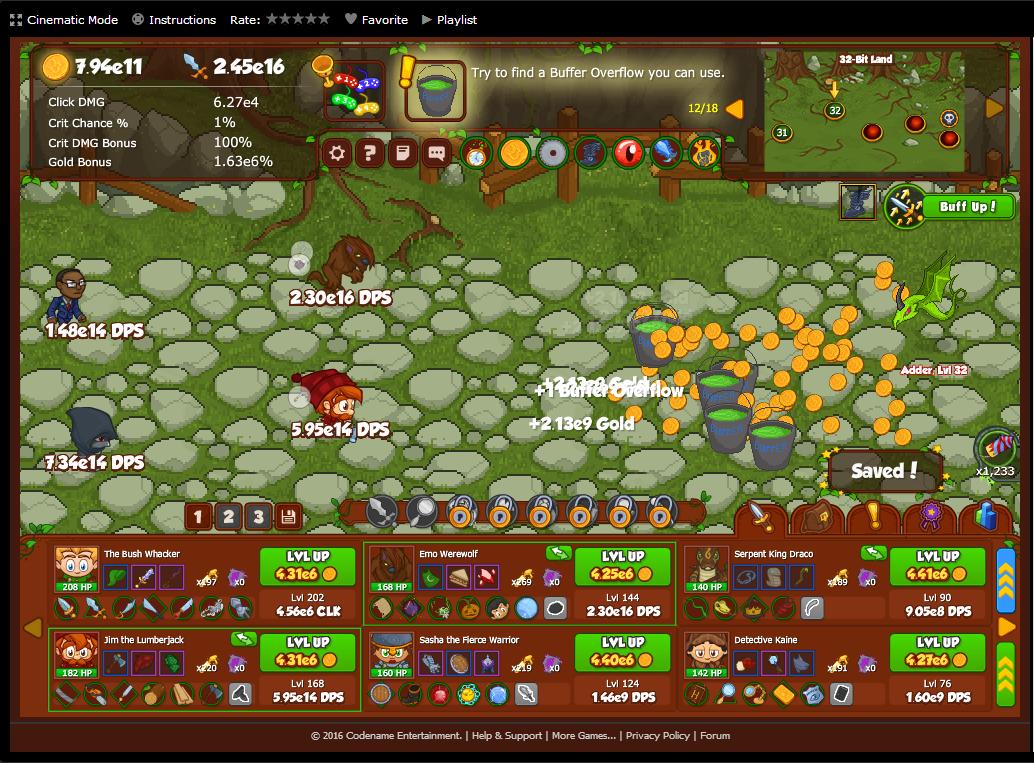 Cinematic Mode Instructions Rate: Favorite Playlist
7.94e11 2.45e16
Click DMG 6.27e4
Crit Chance % 1%
Crit DMG Bonus 100%
Gold Bonus 1.63e6%
Try to find a Buffer Overflow you can use.
12/18
32-Bit Land
32
31
Buff Up!
2.30e16 DPS
1.48e14 DPS
Adder, Lvl 32
+1 Buffer Overflow
+2.13e9 Gold
5.95e14 DPS
7.34e14 DPS
Saved!
x1,233
1 2 3
The Bush Whacker
LVL UP
4.31e6
208 HP
x197 x0
Lvl 202
4.56e6 CLK
Emo Werewolf
LVL UP
4.25e6
168 HP
x269 x0
Lvl 144
2.30e16 DPS
Serpent King Draco
LVL UP
4.41e6
140 HP
x189 x0
Lvl 90
9.05e8 DPS
Jim the Lumberjack
LVL UP
4.31e6
182 HP
x220 x0
Lvl 168
5.95e14 DPS
Sasha the Fierce Warrior
LVL UP
4.40e6
160 HP
x219 x0
Lvl 124
1.46e9 DPS
Detective Kaine
LVL UP
4.27e6
142 HP
x191 x0
Lvl 76
1.60e9 DPS
© 2016 Codename Entertainment. | Help & Support | More Games... | Privacy Policy | Forum